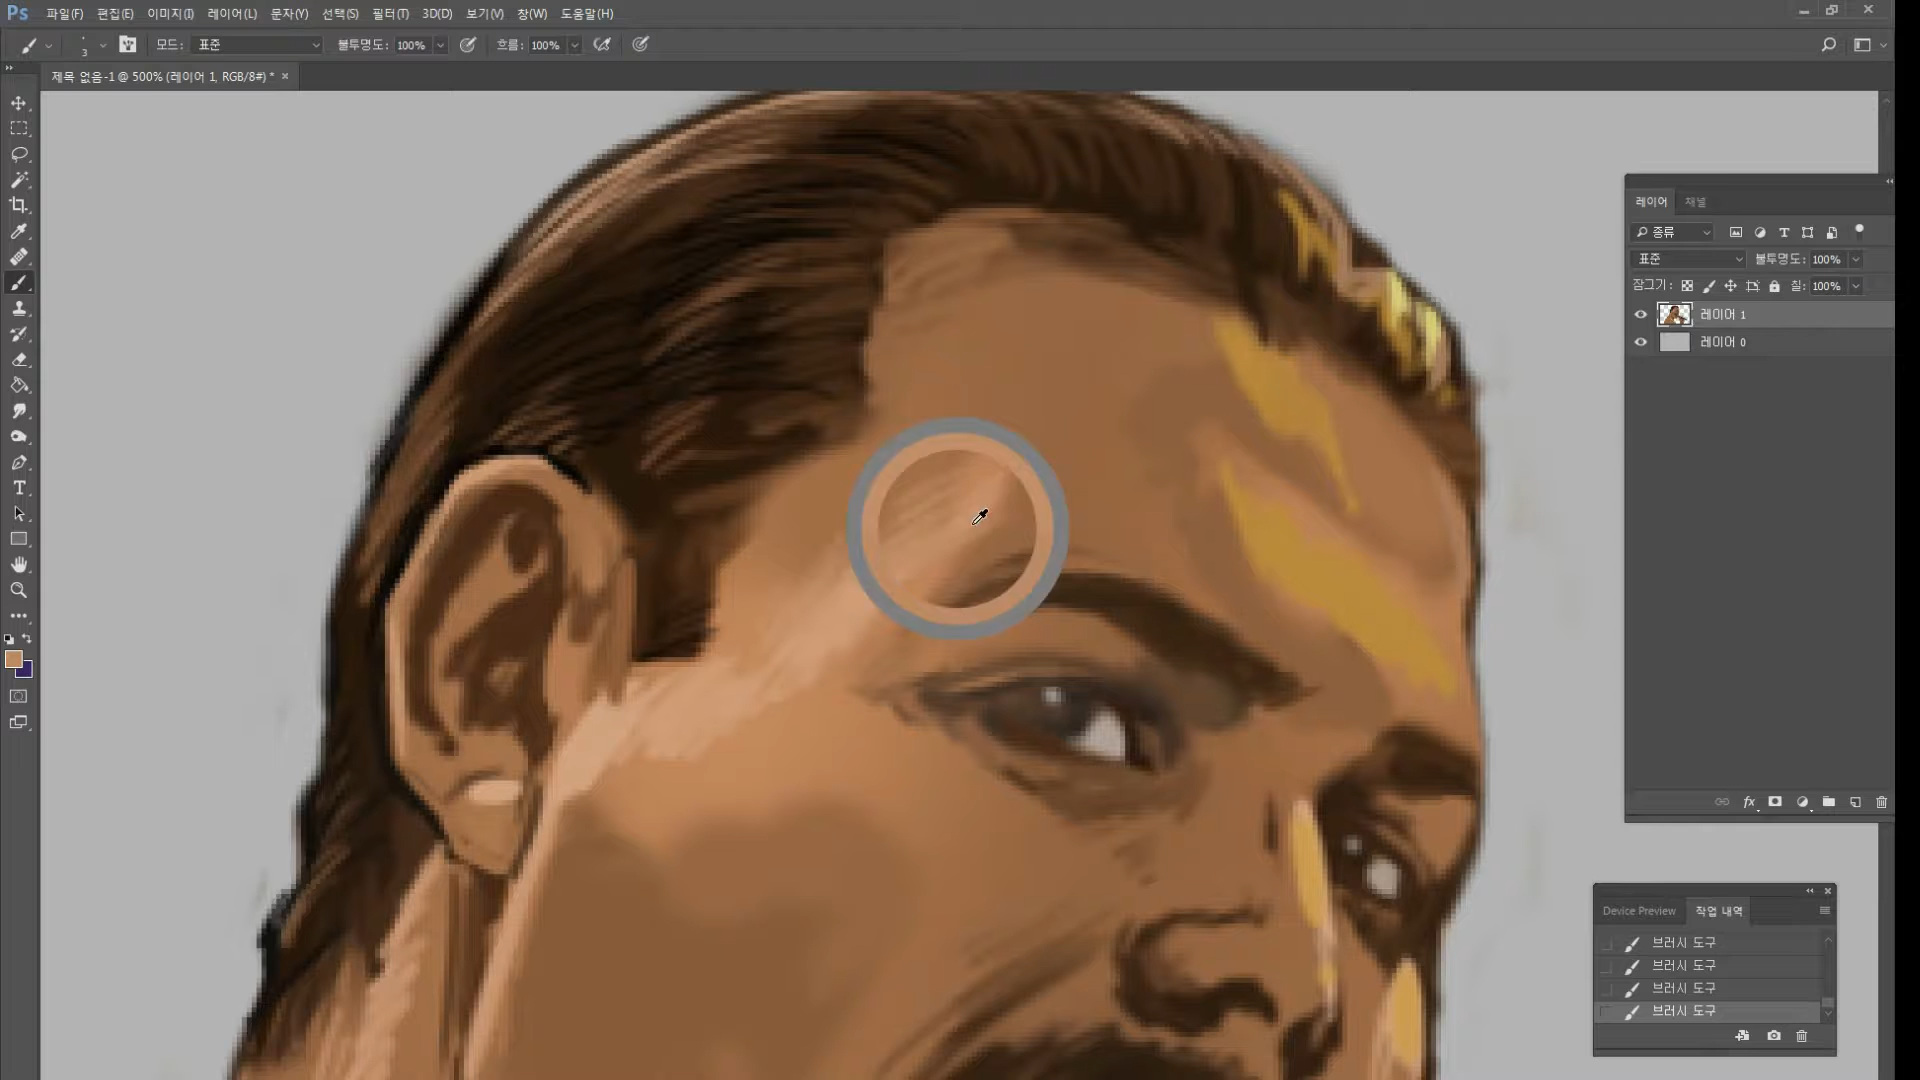 Ps 파일(F) 편집(E) 이미지(I) 레이어(L) 문자(Y) 선택(S) 필터(T) 3D(D) 보기(V) 창(W) 도움말(H)
3 모드: 표준 불투명도: 100% 흐름: 100%
제목 없음-1 @ 500% (레이어 1, RGB/8#) *
레이어 채널
종류
표준 불투명도: 100%
잠그기: 칠: 100%
레이어 1
레이어 0
fx
Device Preview 작업 내역
브러시 도구
브러시 도구
브러시 도구
브러시 도구